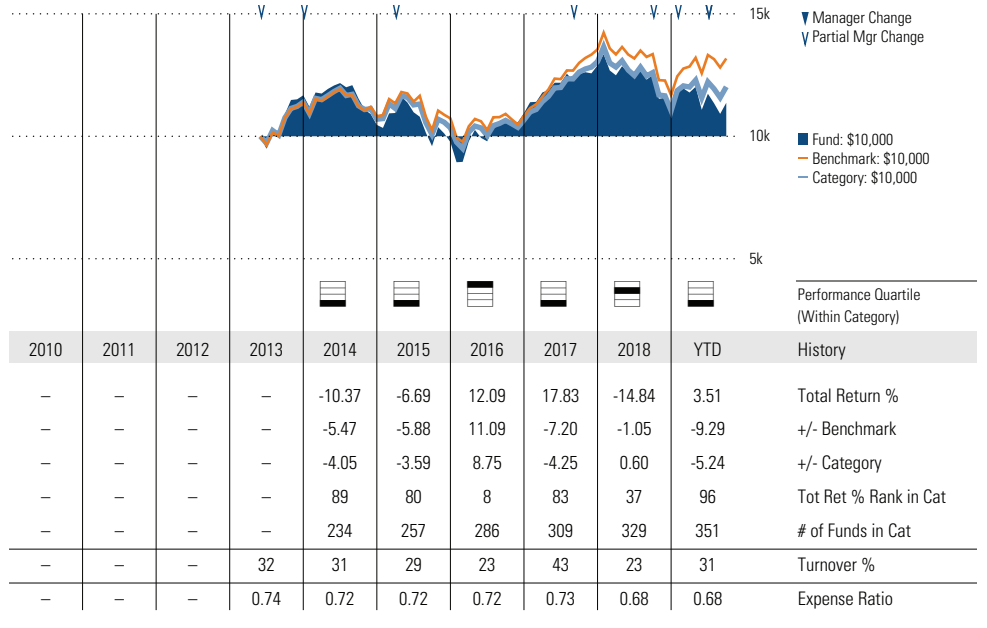 15k
▼ Manager Change
Partial Mgr Change
10k
Fund: $10,000
Benchmark: $10,000
Category: $10,000
5k
Performance Quartile
(Within Category)
2010 2011 2012 2013 2014 2015 2016 2017 2018 YTD History
– – – – -10.37 -6.69 12.09 17.83 -14.84 3.51 Total Return %
– – – – -5.47 -5.88 11.09 -7.20 -1.05 -9.29 +/- Benchmark
– – – – -4.05 -3.59 8.75 -4.25 0.60 -5.24 +/- Category
– – – – 89 80 8 83 37 96 Tot Ret % Rank in Cat
– – – – 234 257 286 309 329 351 # of Funds in Cat
– – – 32 31 29 23 43 23 31 Turnover %
– – – 0.74 0.72 0.72 0.72 0.73 0.68 0.68 Expense Ratio